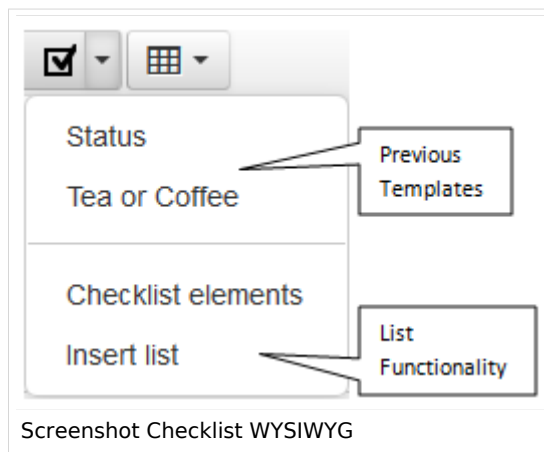 Status
Tea or Coffee
Previous
Templates
Checklist elements
Insert list
List
Functionality
Screenshot Checklist WYSIWYG